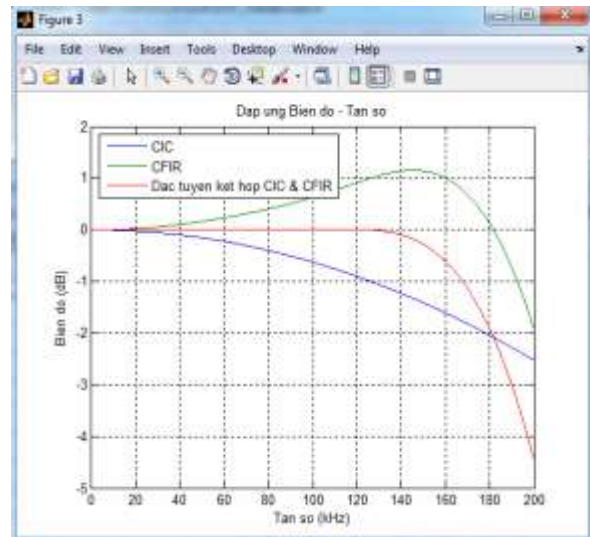 Figure 3
File Edit View Insert Tools Desktop Window Help
Dap ung Bien do - Tan so
CIC
CFIR
Dac tuyen ket hop CIC & CFIR
Bien do (dB)
2
1
0
-1
-2
-3
-4
-5
0 20 40 60 80 100 120 140 160 180 200
Tan so (kHz)